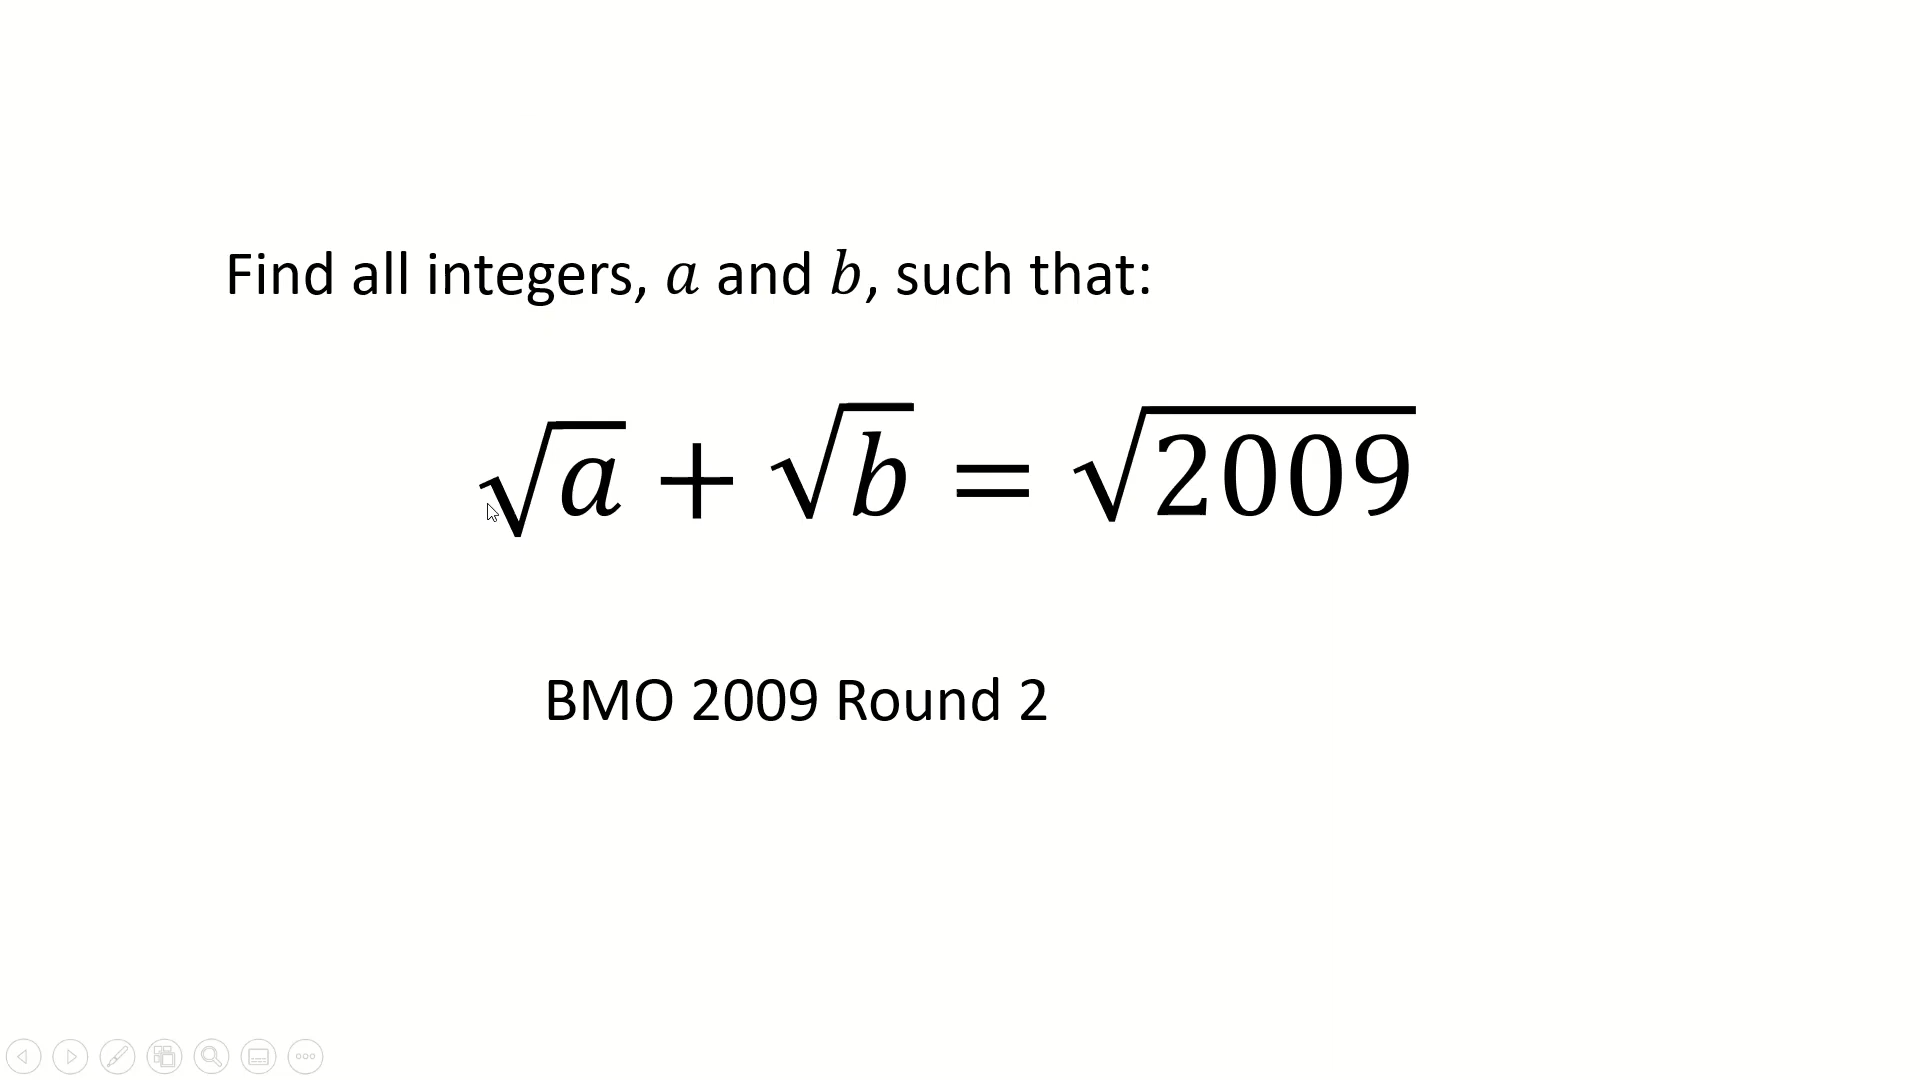 Find all integers, a and b, such that:
√a + √b = √2009
BMO 2009 Round 2